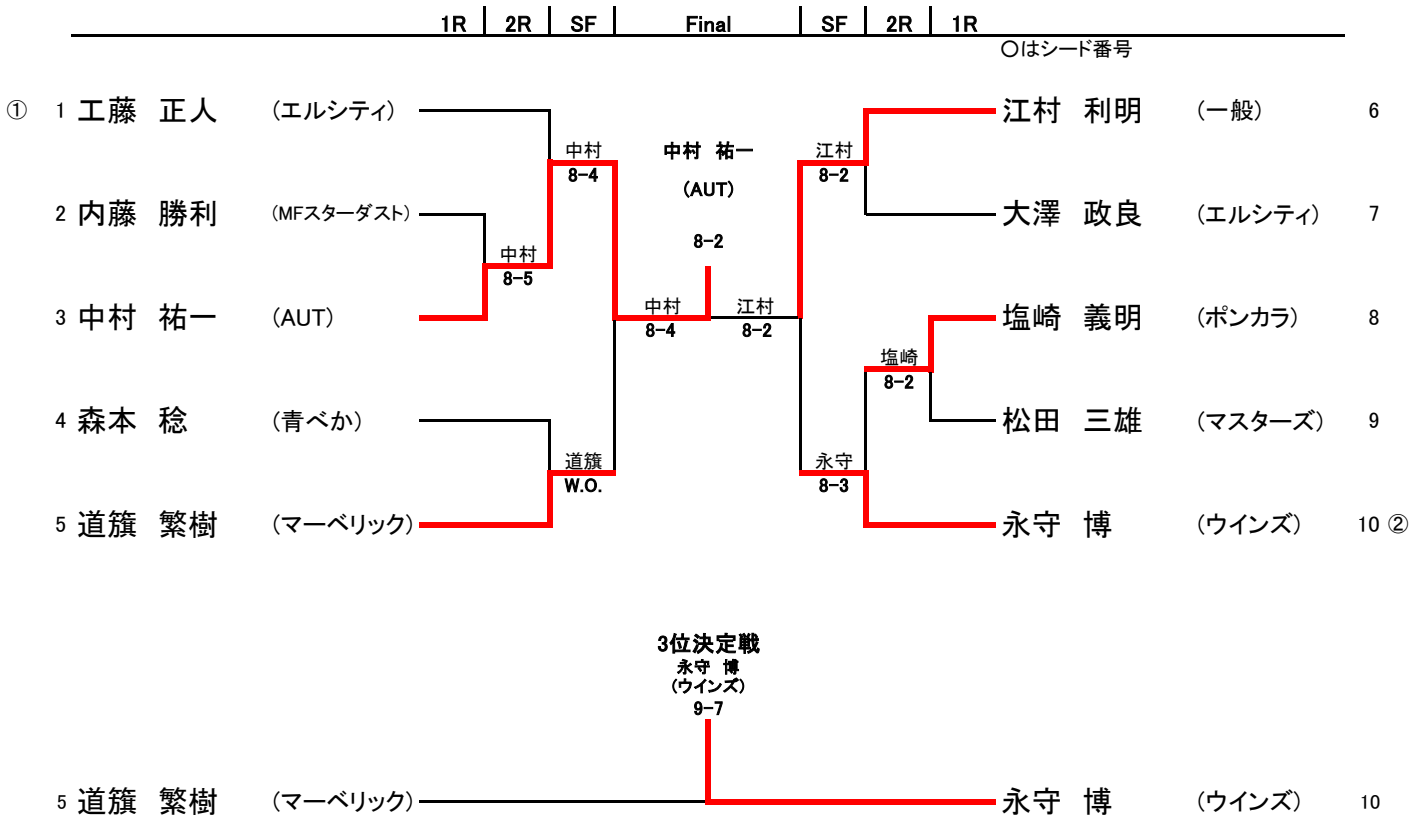 1R 2R SF Final SF 2R 1R
〇はシード番号
① 1 工藤 正人 (エルシティ) 江村 利明 (一般) 6
中村 中村 祐一 江村
8-4 (AUT) 8-2
2 内藤 勝利 (MFスターダスト) 大澤 政良 (エルシティ) 7
8-2
中村
8-5
3 中村 祐一 (AUT) 中村 江村 塩崎 義明 (ポンカラ) 8
8-4 8-2
塩崎
8-2
4 森本 稔 (青べか) 松田 三雄 (マスターズ) 9
道籏 永守
W.O. 8-3
5 道籏 繁樹 (マーベリック) 永守 博 (ウインズ) 10 ②
3位決定戦
永守 博
(ウインズ)
9-7
5 道籏 繁樹 (マーベリック) 永守 博 (ウインズ) 10